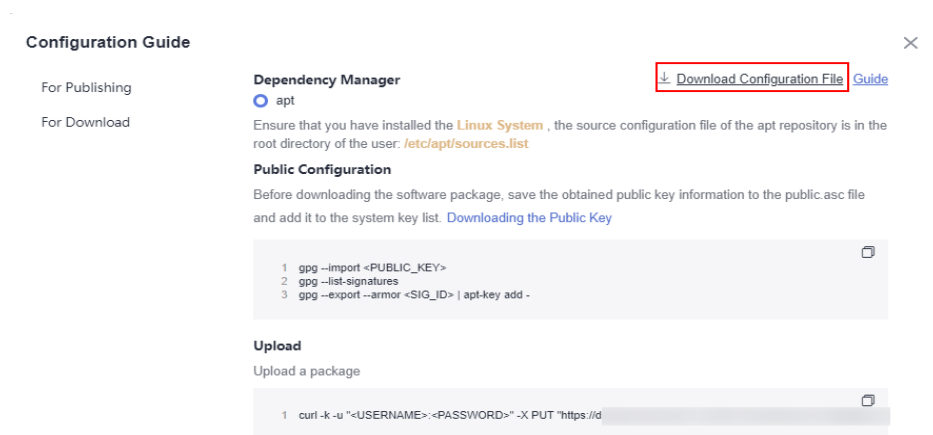 Configuration Guide
For Publishing
For Download
Dependency Manager
Download Configuration File Guide
apt
Ensure that you have installed the Linux System , the source configuration file of the apt repository is in the
root directory of the user: /etc/apt/sources.list
Public Configuration
Before downloading the software package, save the obtained public key information to the public.asc file
and add it to the system key list. Downloading the Public Key
1 gpg --import <PUBLIC_KEY>
2 gpg --list-signatures
3 gpg --export --armor <SIG_ID> | apt-key add -
Upload
Upload a package
1 curl -k -u "<USERNAME>:<PASSWORD>" -X PUT "https://d